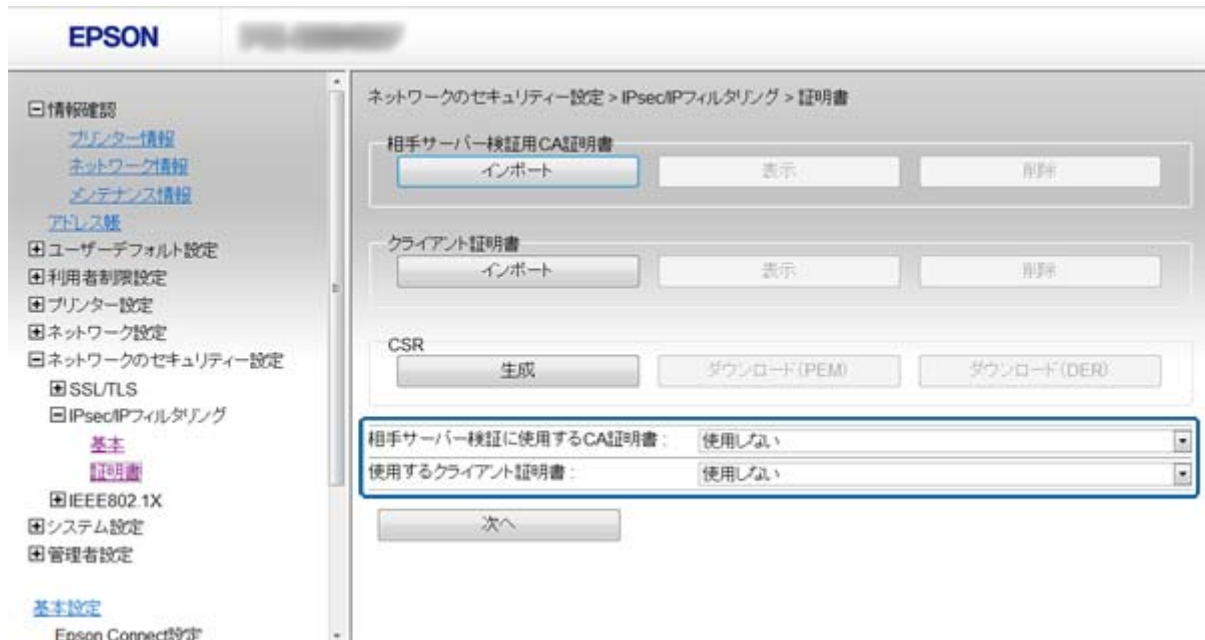 EPSON
情報確認
プリンター情報
ネットワーク情報
メンテナンス情報
アドレス帳
ユーザーデフォルト設定
利用者制限設定
プリンター設定
ネットワーク設定
ネットワークのセキュリティー設定
SSL/TLS
IPsec/IPフィルタリング
基本
証明書
IEEE802.1X
システム設定
管理者設定
基本設定
Epson Connect設定
ネットワークのセキュリティー設定 > IPsec/IPフィルタリング > 証明書
相手サーバー検証用CA証明書
インポート 表示 削除
クライアント証明書
インポート 表示 削除
CSR
生成 ダウンロード(PEM) ダウンロード(DER)
相手サーバー検証に使用するCA証明書 : 使用しない
使用するクライアント証明書 : 使用しない
次へ